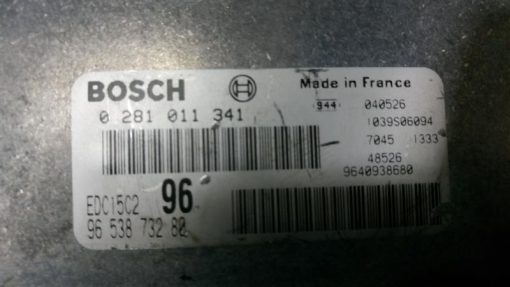 BOSCH
Made in France
0 281 011 341
944 040526
1039S06094
7045 1333
48526
9640938680
EDC15C2 96
96 538 732 80